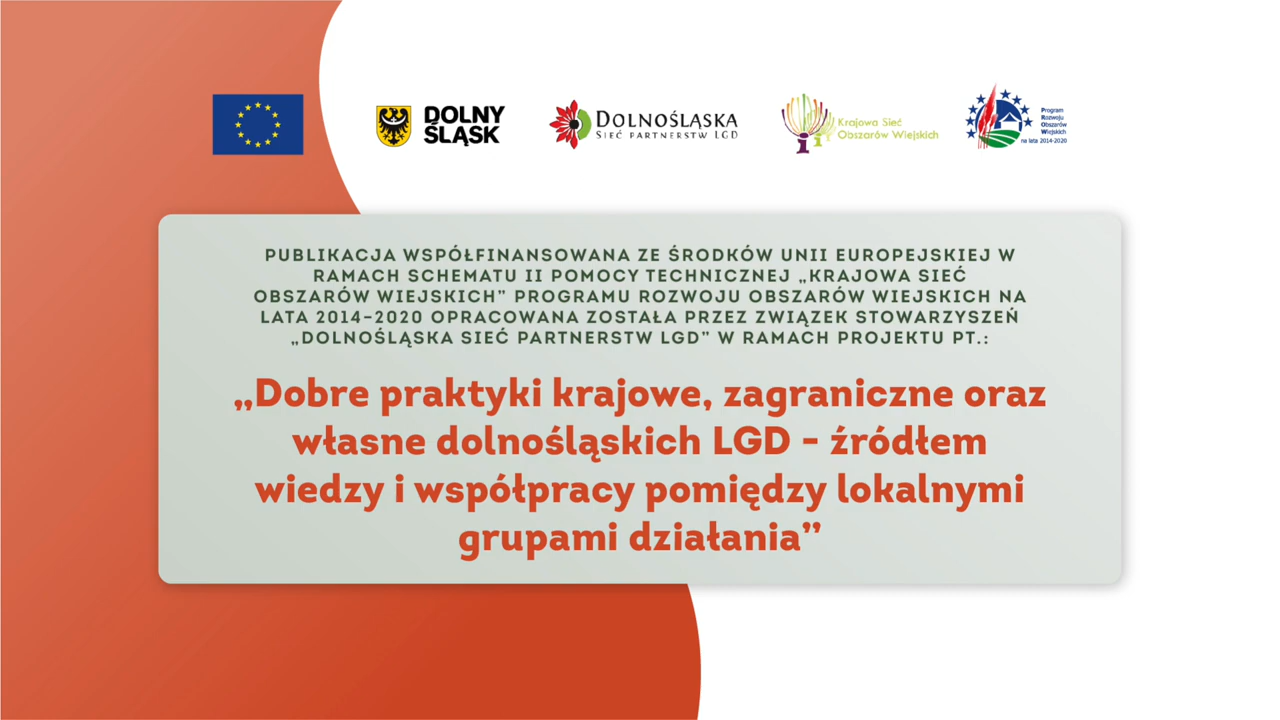 DOLNY
ŚLĄSK
DOLNOŚLĄSKA
SIEĆ PARTNERSTW LGD
Krajowa Sieć
Obszarów Wiejskich
Program
Rozwoju
Obszarów
Wiejskich
na lata 2014-2020
PUBLIKACJA WSPÓŁFINANSOWANA ZE ŚRODKÓW UNII EUROPEJSKIEJ W
RAMACH SCHEMATU II POMOCY TECHNICZNEJ „KRAJOWA SIEĆ
OBSZARÓW WIEJSKICH” PROGRAMU ROZWOJU OBSZARÓW WIEJSKICH NA
LATA 2014–2020 OPRACOWANA ZOSTAŁA PRZEZ ZWIĄZEK STOWARZYSZEŃ
„DOLNOŚLĄSKA SIEĆ PARTNERSTW LGD” W RAMACH PROJEKTU PT.:
„Dobre praktyki krajowe, zagraniczne oraz
własne dolnośląskich LGD – źródłem
wiedzy i współpracy pomiędzy lokalnymi
grupami działania”